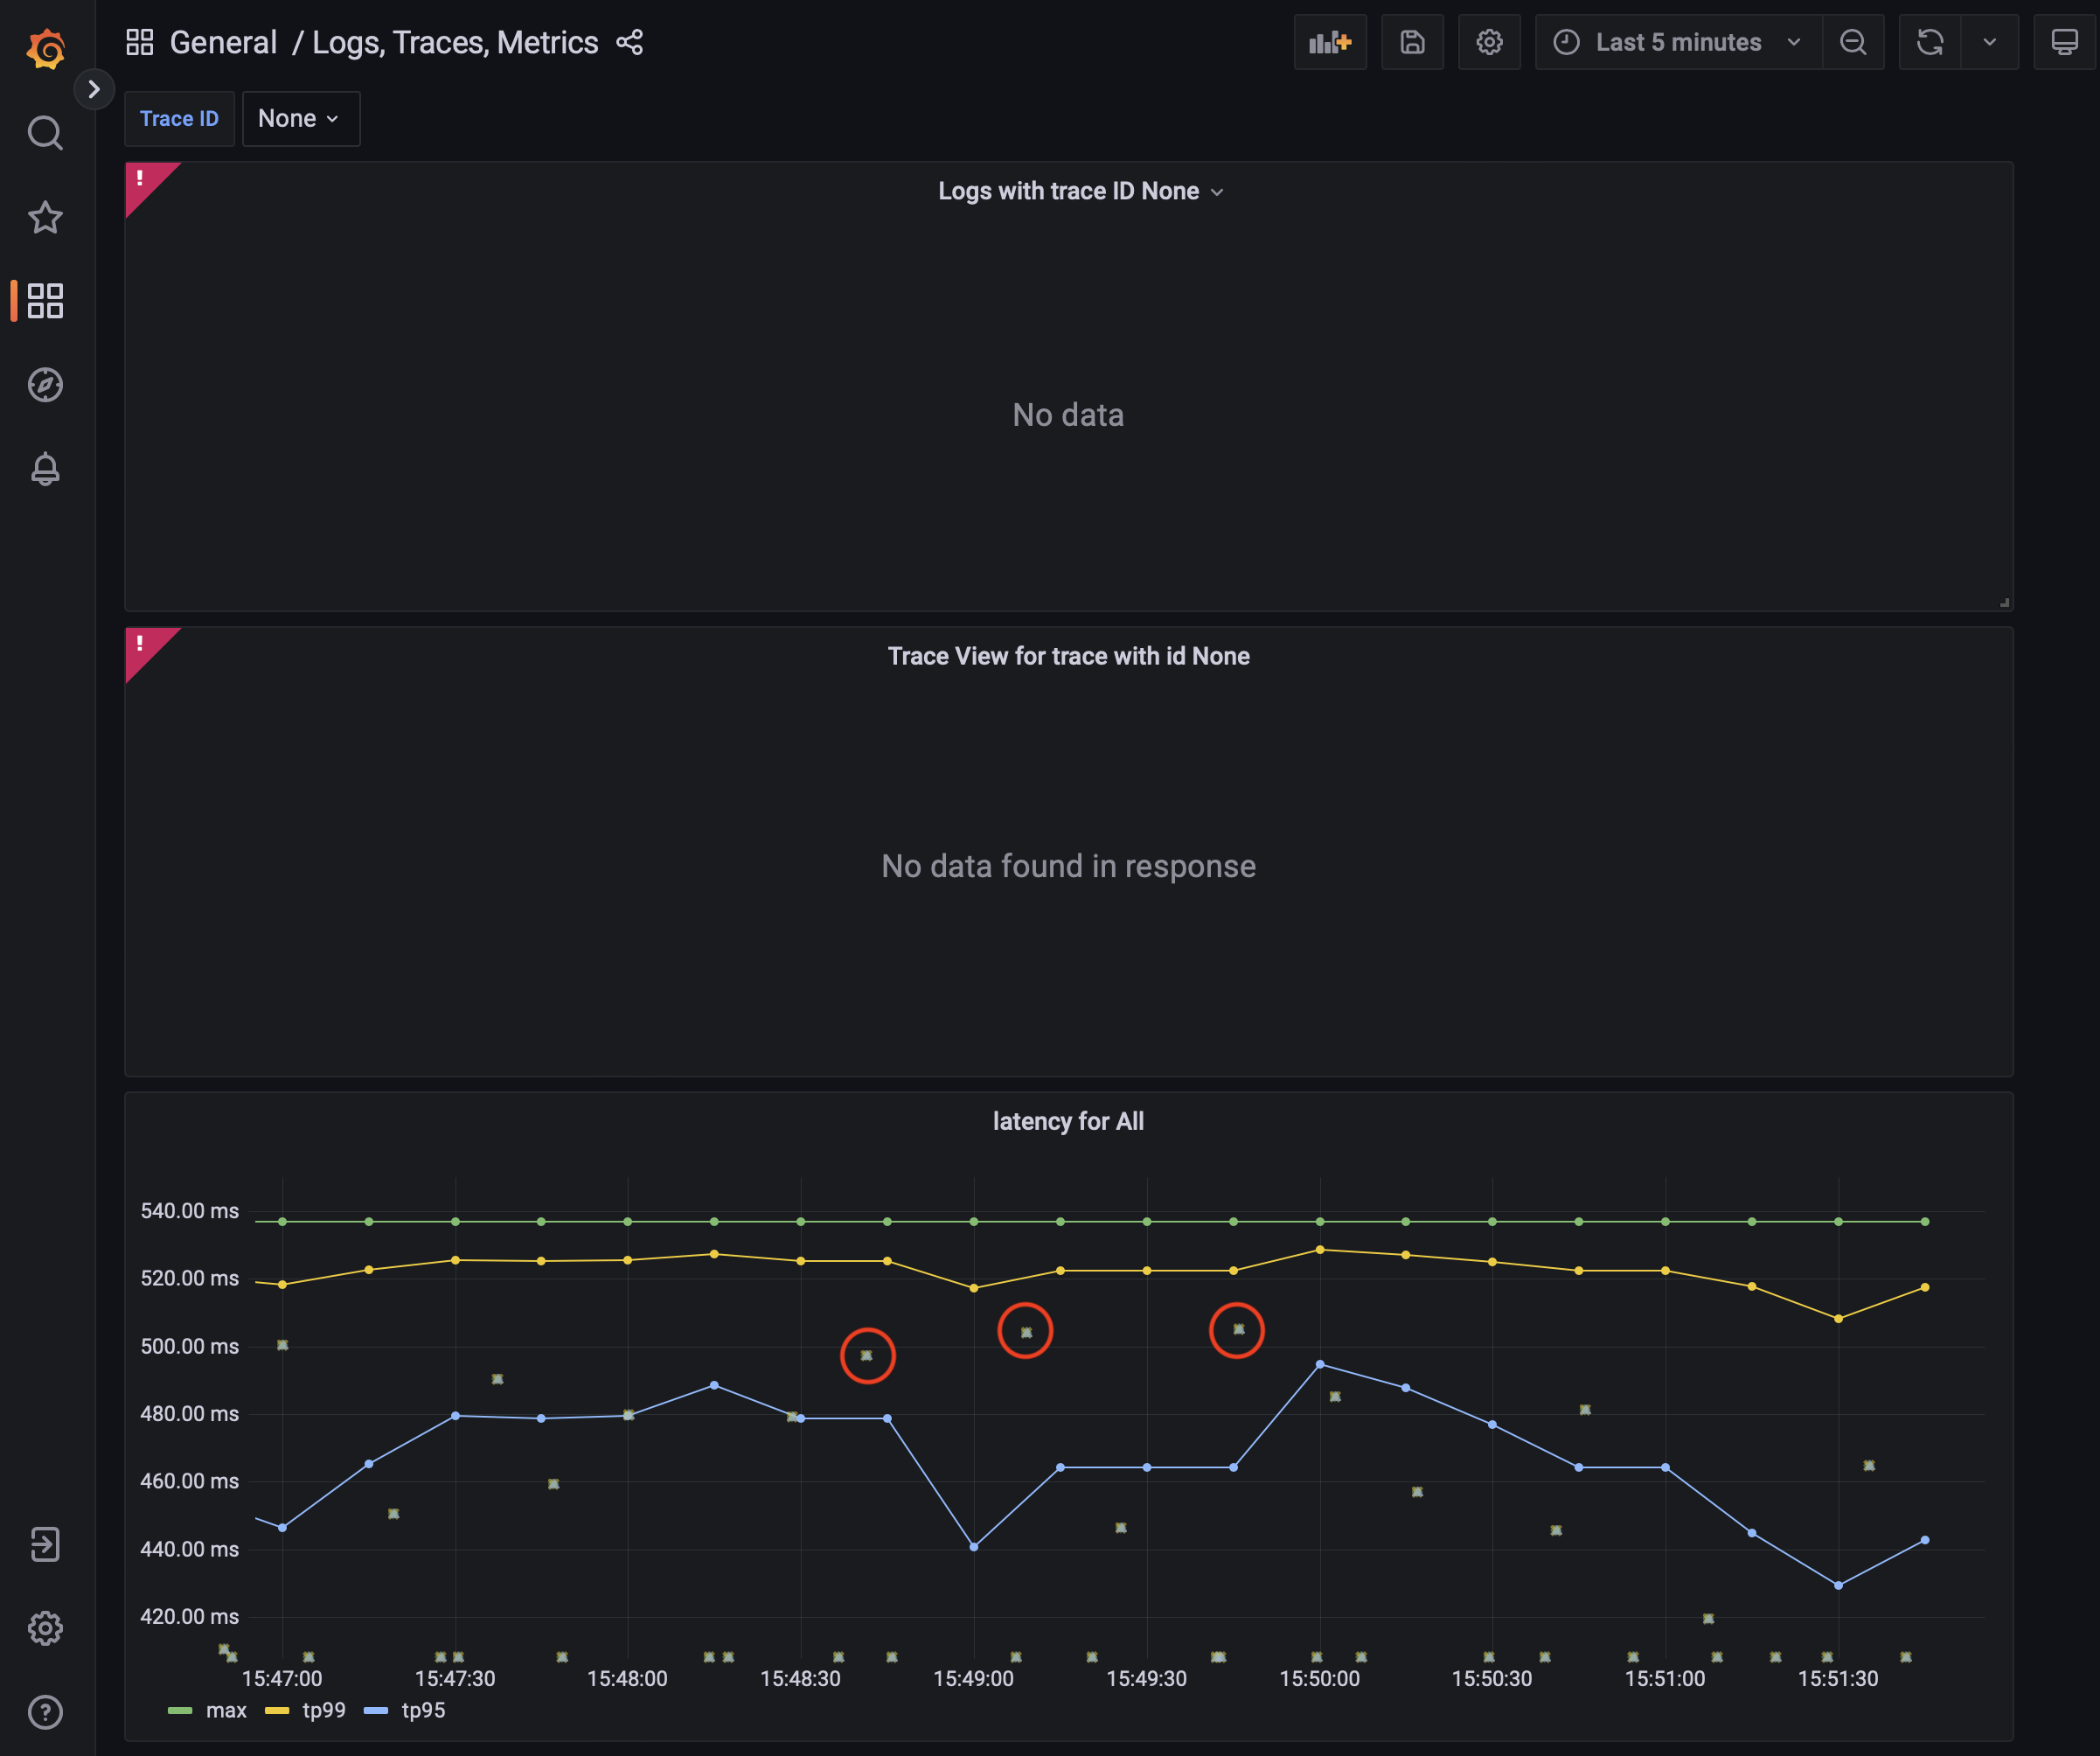 General / Logs, Traces, Metrics
Last 5 minutes
Trace ID None
!
Logs with trace ID None
No data
!
Trace View for trace with id None
No data found in response
latency for All
540.00 ms
520.00 ms
500.00 ms
480.00 ms
460.00 ms
440.00 ms
420.00 ms
15:47:00 15:47:30 15:48:00 15:48:30 15:49:00 15:49:30 15:50:00 15:50:30 15:51:00 15:51:30
max tp99 tp95